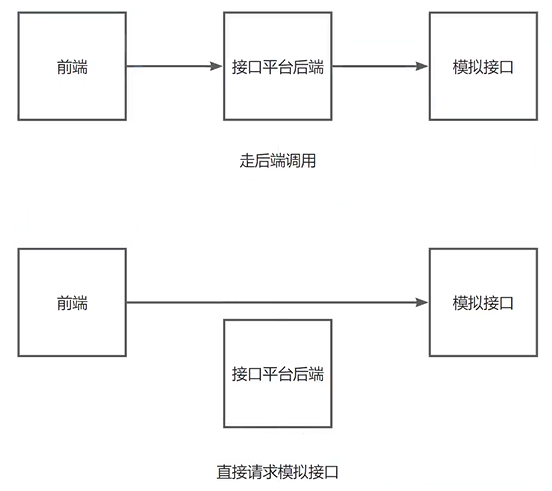 前端
接口平台后端
模拟接口
走后端调用
前端
模拟接口
接口平台后端
直接请求模拟接口